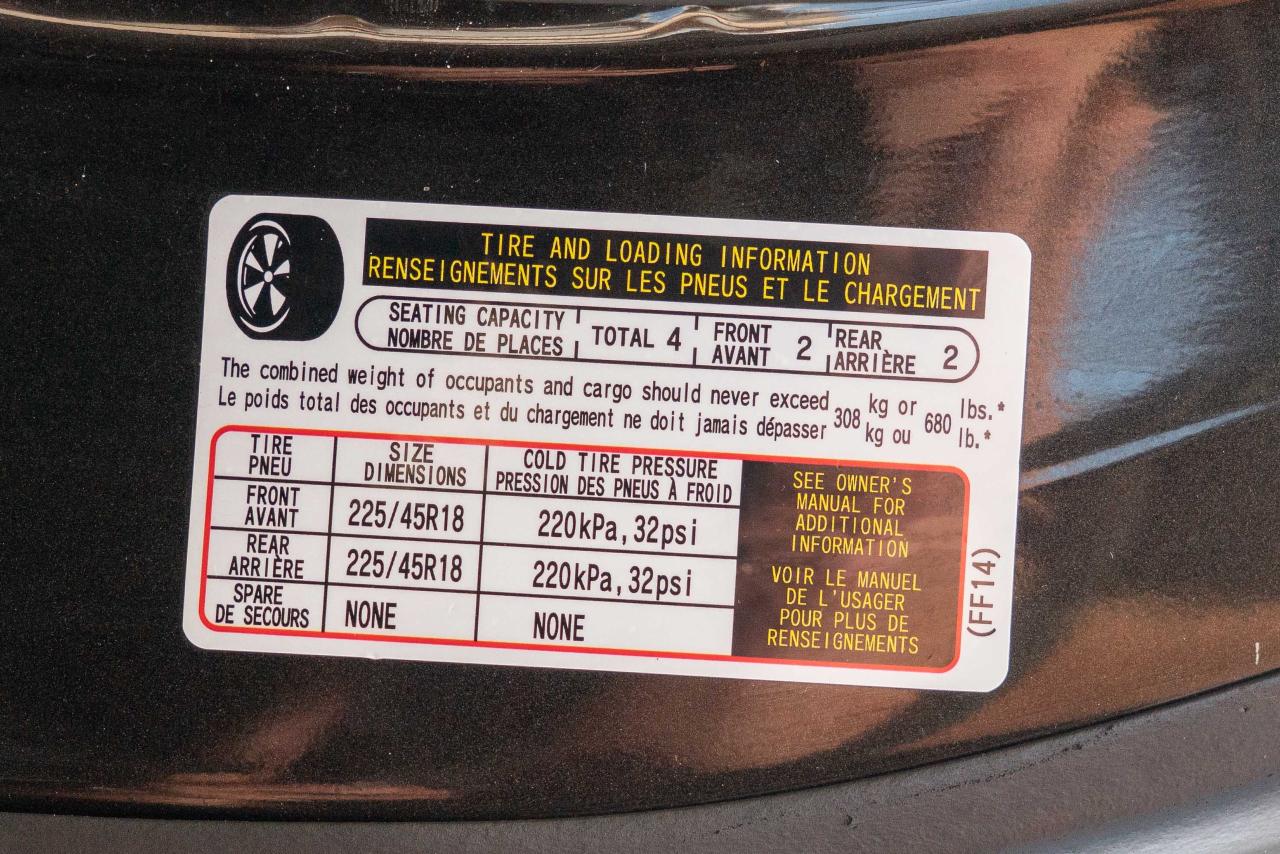 TIRE AND LOADING INFORMATION
RENSEIGNEMENTS SUR LES PNEUS ET LE CHARGEMENT
SEATING CAPACITY
NOMBRE DE PLACES
TOTAL 4
FRONT
AVANT
2
REAR
ARRIÈRE
2
The combined weight of occupants and cargo should never exceed 308 kg or 680 lbs.*
Le poids total des occupants et du chargement ne doit jamais dépasser kg ou lb.*
TIRE
PNEU
SIZE
DIMENSIONS
COLD TIRE PRESSURE
PRESSION DES PNEUS À FROID
FRONT
AVANT
225/45R18
220kPa, 32psi
REAR
ARRIÈRE
225/45R18
220kPa, 32psi
SPARE
DE SECOURS
NONE
NONE
SEE OWNER'S
MANUAL FOR
ADDITIONAL
INFORMATION
VOIR LE MANUEL
DE L'USAGER
POUR PLUS DE
RENSEIGNEMENTS
(FF14)